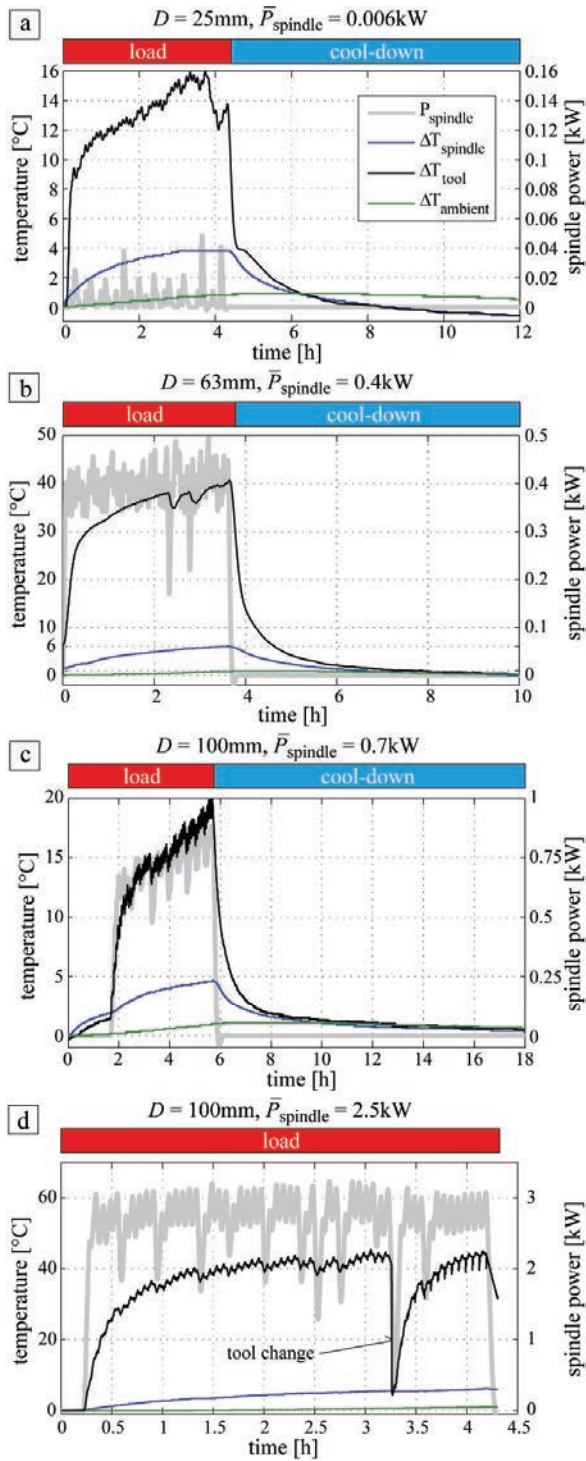 a
D = 25mm, P̅spindle = 0.006kW
load
cool-down
temperature [°C]
16
14
12
10
8
6
4
2
0
0.16
0.14
0.12
0.1
0.08
0.06
0.04
0.02
0
spindle power [kW]
Pspindle
ΔTspindle
ΔTtool
ΔTambient
0 2 4 6 8 10 12
time [h]
b
D = 63mm, P̅spindle = 0.4kW
load
cool-down
temperature [°C]
50
40
30
20
10
6
0
0.5
0.4
0.3
0.2
0.1
0
spindle power [kW]
0 2 4 6 8 10
time [h]
c
D = 100mm, P̅spindle = 0.7kW
load
cool-down
temperature [°C]
20
15
10
5
0
1
0.75
0.5
0.25
0
spindle power [kW]
0 2 4 6 8 10 12 14 16 18
time [h]
d
D = 100mm, P̅spindle = 2.5kW
load
temperature [°C]
60
40
20
0
3
2
1
0
spindle power [kW]
tool change
0 0.5 1 1.5 2 2.5 3 3.5 4 4.5
time [h]